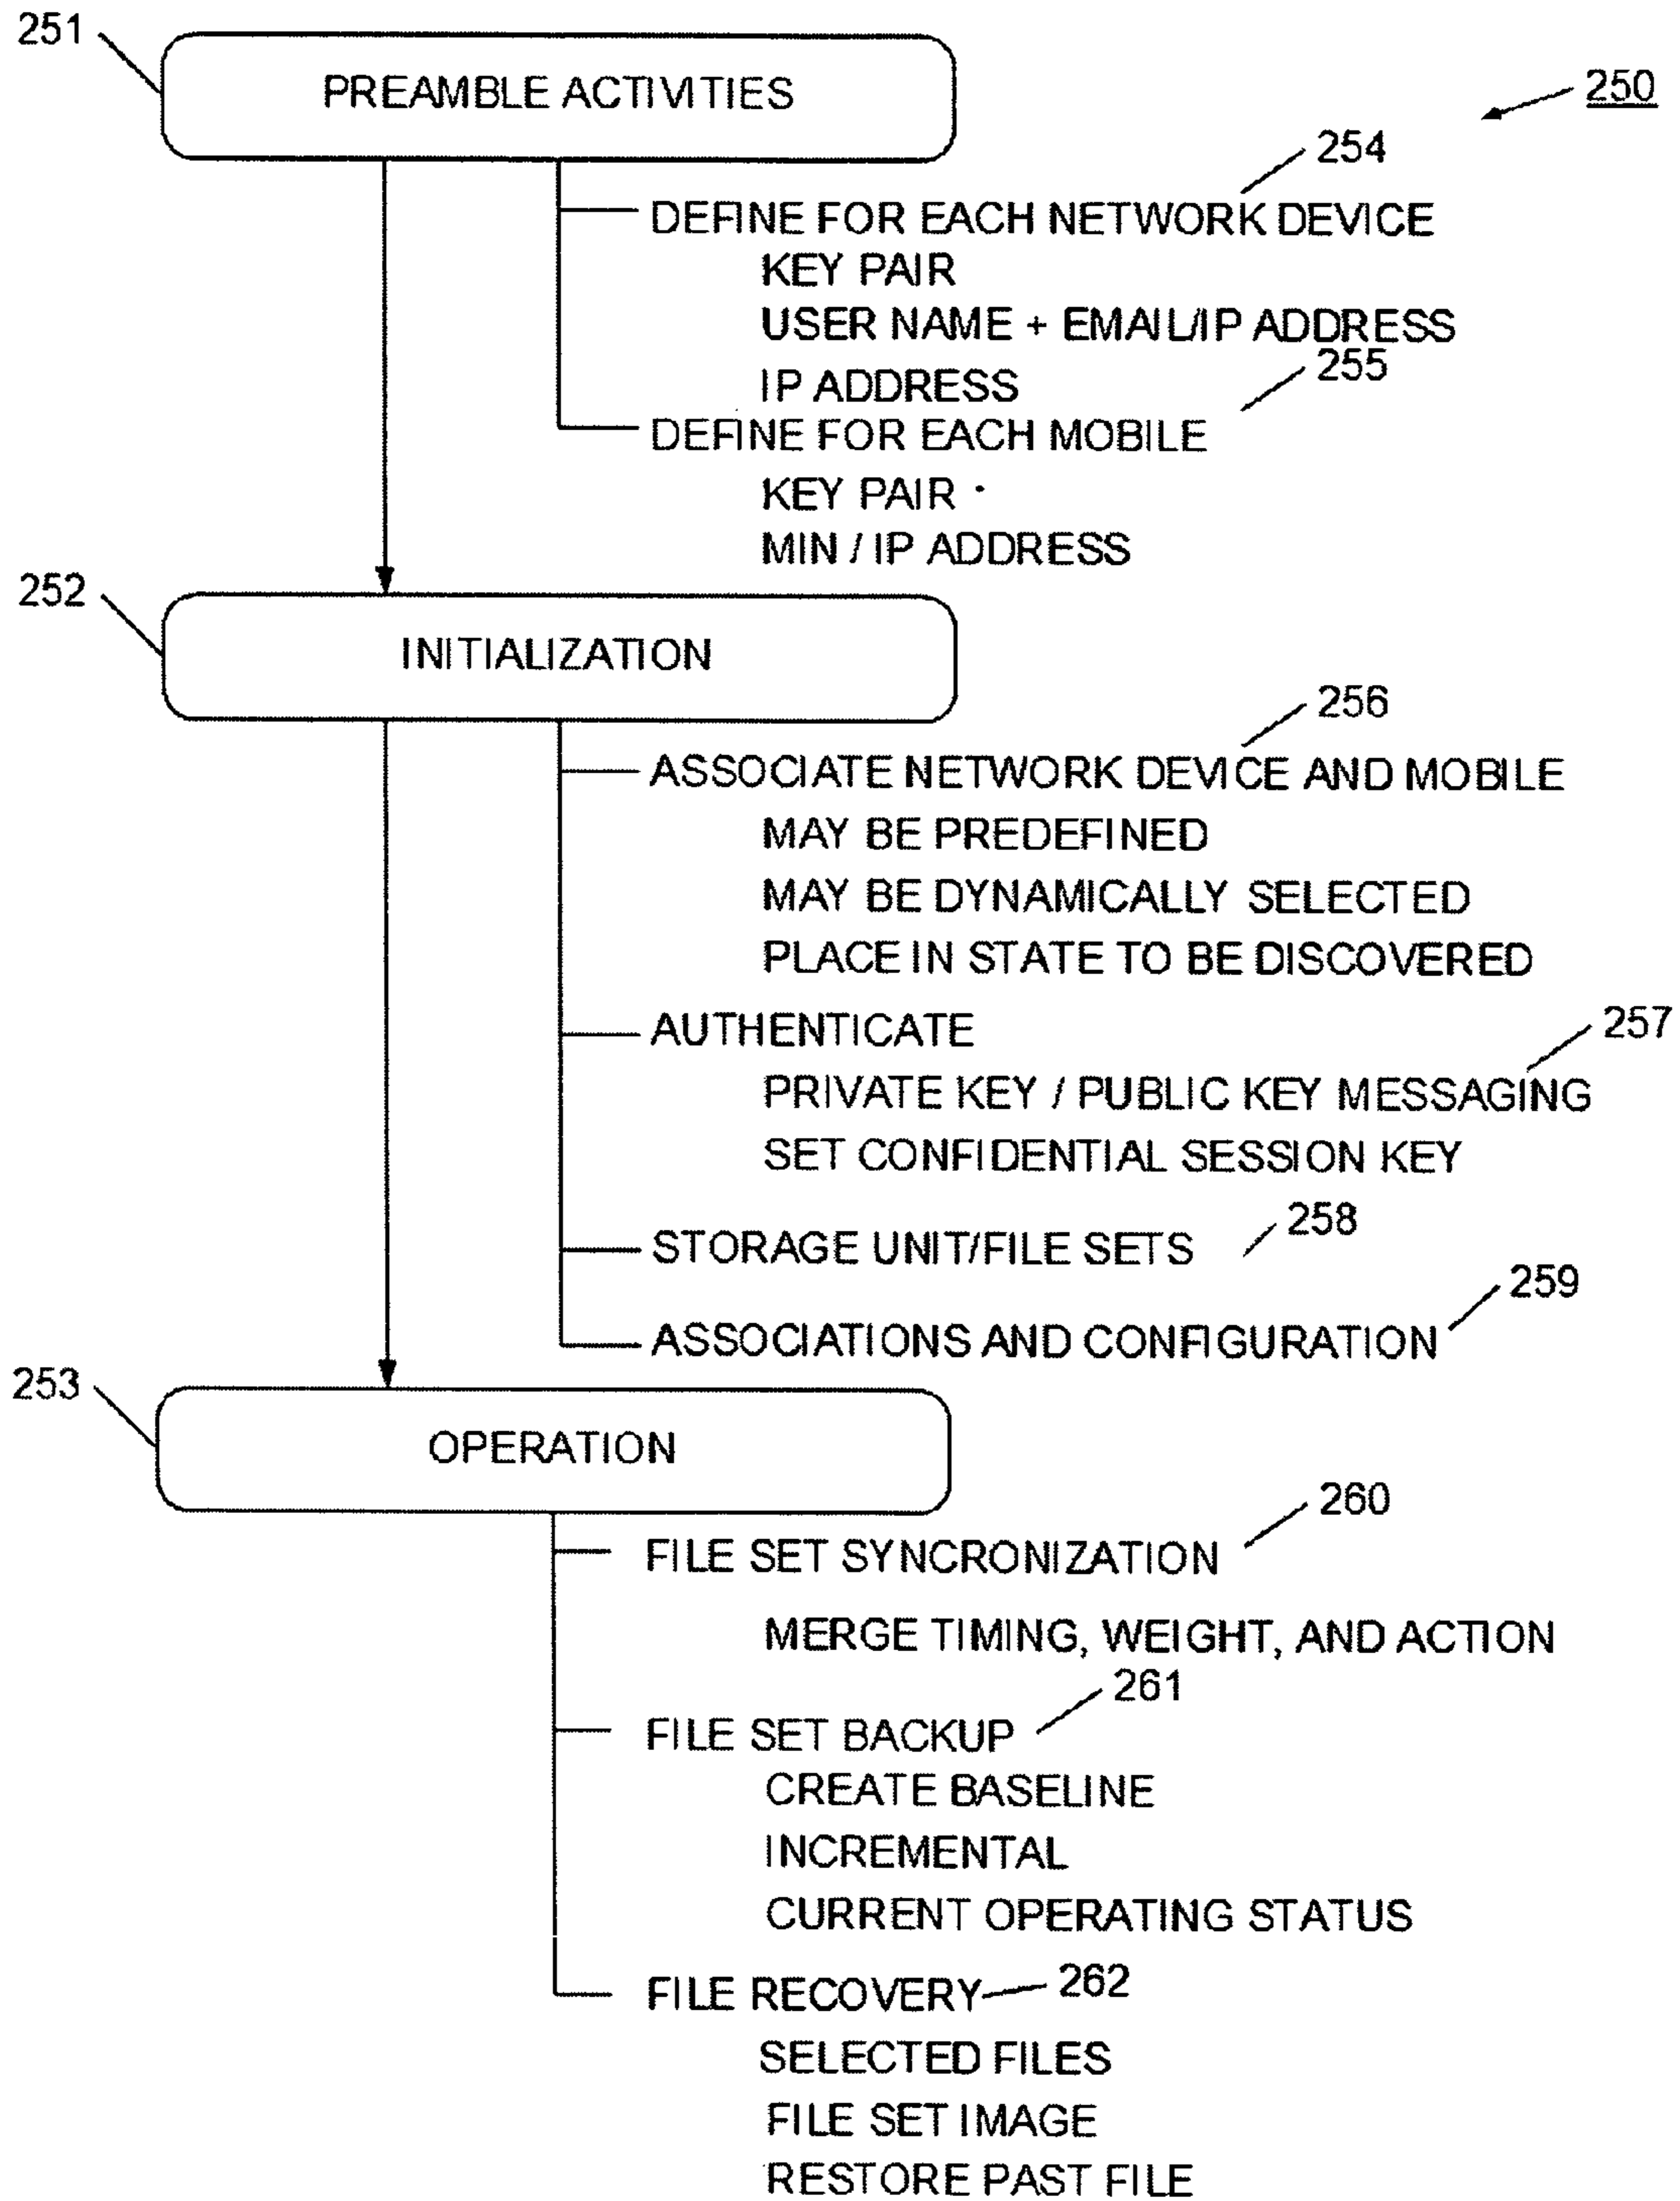 251
PREAMBLE ACTIVITIES
250
254
DEFINE FOR EACH NETWORK DEVICE
KEY PAIR
USER NAME + EMAIL/IP ADDRESS
255
IP ADDRESS
DEFINE FOR EACH MOBILE
KEY PAIR
MIN / IP ADDRESS
252
INITIALIZATION
256
ASSOCIATE NETWORK DEVICE AND MOBILE
MAY BE PREDEFINED
MAY BE DYNAMICALLY SELECTED
PLACE IN STATE TO BE DISCOVERED
257
AUTHENTICATE
PRIVATE KEY / PUBLIC KEY MESSAGING
SET CONFIDENTIAL SESSION KEY
258
STORAGE UNIT/FILE SETS
259
ASSOCIATIONS AND CONFIGURATION
253
OPERATION
260
FILE SET SYNCRONIZATION
MERGE TIMING, WEIGHT, AND ACTION
261
FILE SET BACKUP
CREATE BASELINE
INCREMENTAL
CURRENT OPERATING STATUS
FILE RECOVERY 262
SELECTED FILES
FILE SET IMAGE
RESTORE PAST FILE